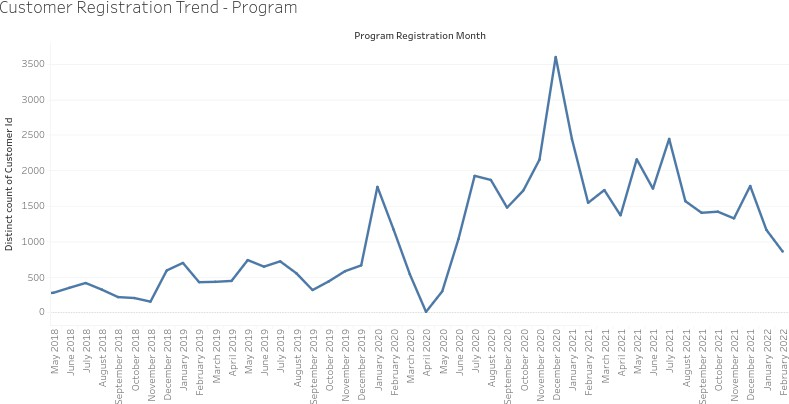 Customer Registration Trend - Program
Program Registration Month
Distinct count of Customer Id
3500
3000
2500
2000
1500
1000
500
0
May 2018
June 2018
July 2018
August 2018
September 2018
October 2018
November 2018
December 2018
January 2019
February 2019
March 2019
April 2019
May 2019
June 2019
July 2019
August 2019
September 2019
October 2019
November 2019
December 2019
January 2020
February 2020
March 2020
April 2020
May 2020
June 2020
July 2020
August 2020
September 2020
October 2020
November 2020
December 2020
January 2021
February 2021
March 2021
April 2021
May 2021
June 2021
July 2021
August 2021
September 2021
October 2021
November 2021
December 2021
January 2022
February 2022